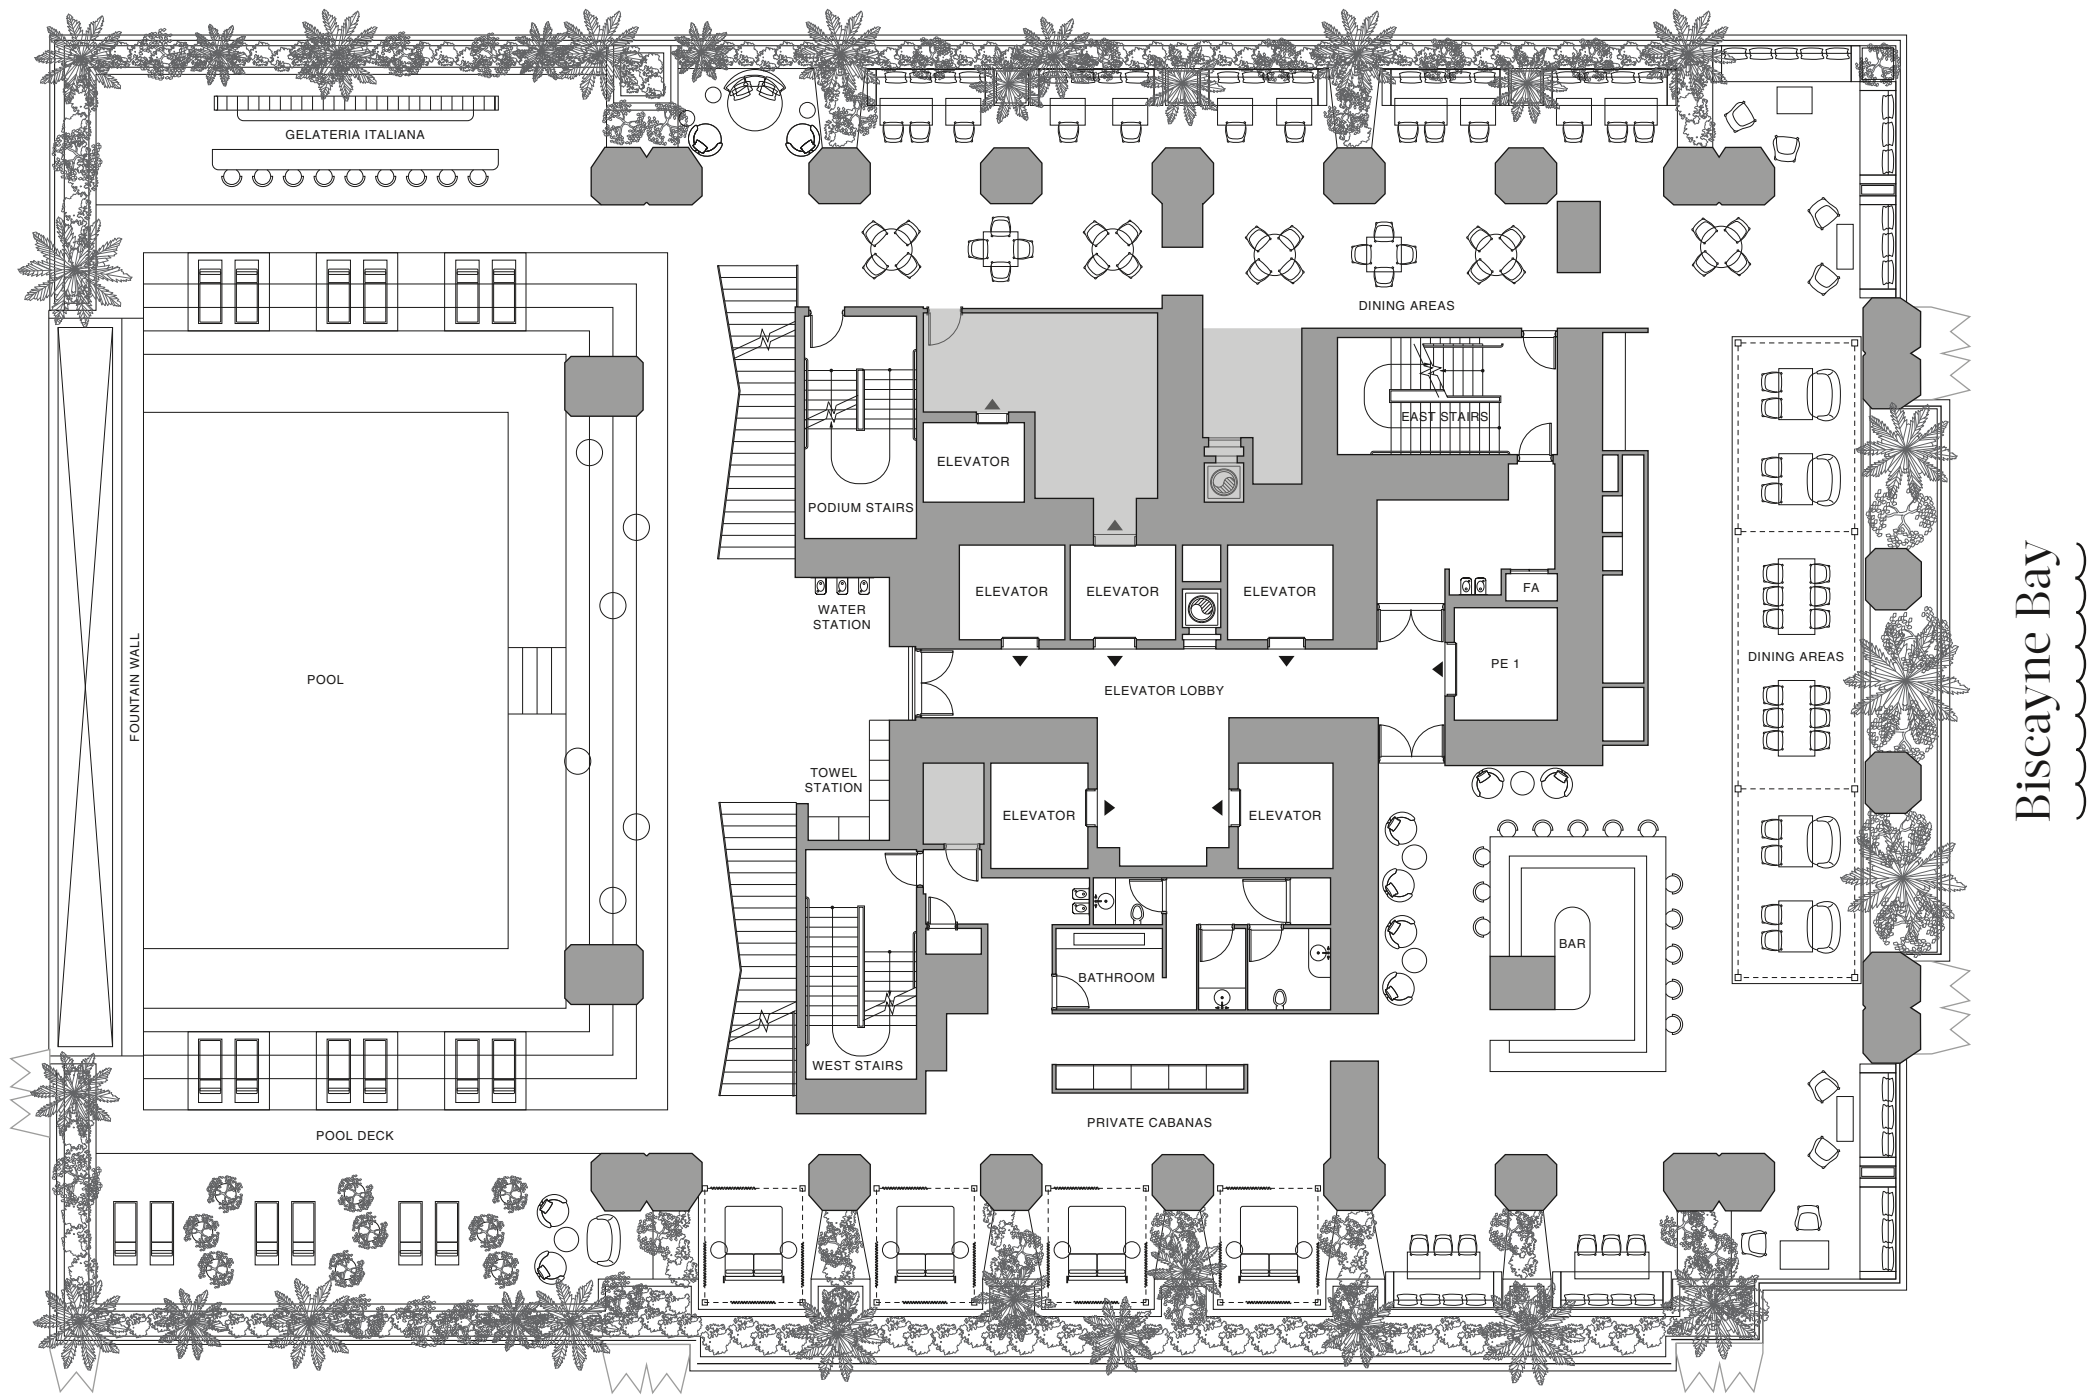 GELATERIA ITALIANA
DINING AREAS
EAST STAIRS
ELEVATOR
PODIUM STAIRS
ELEVATOR
ELEVATOR
ELEVATOR
FA
WATER
STATION
PE 1
DINING AREAS
POOL
FOUNTAIN WALL
ELEVATOR LOBBY
Biscayne Bay
TOWEL
STATION
ELEVATOR
ELEVATOR
BAR
BATHROOM
WEST STAIRS
PRIVATE CABANAS
POOL DECK